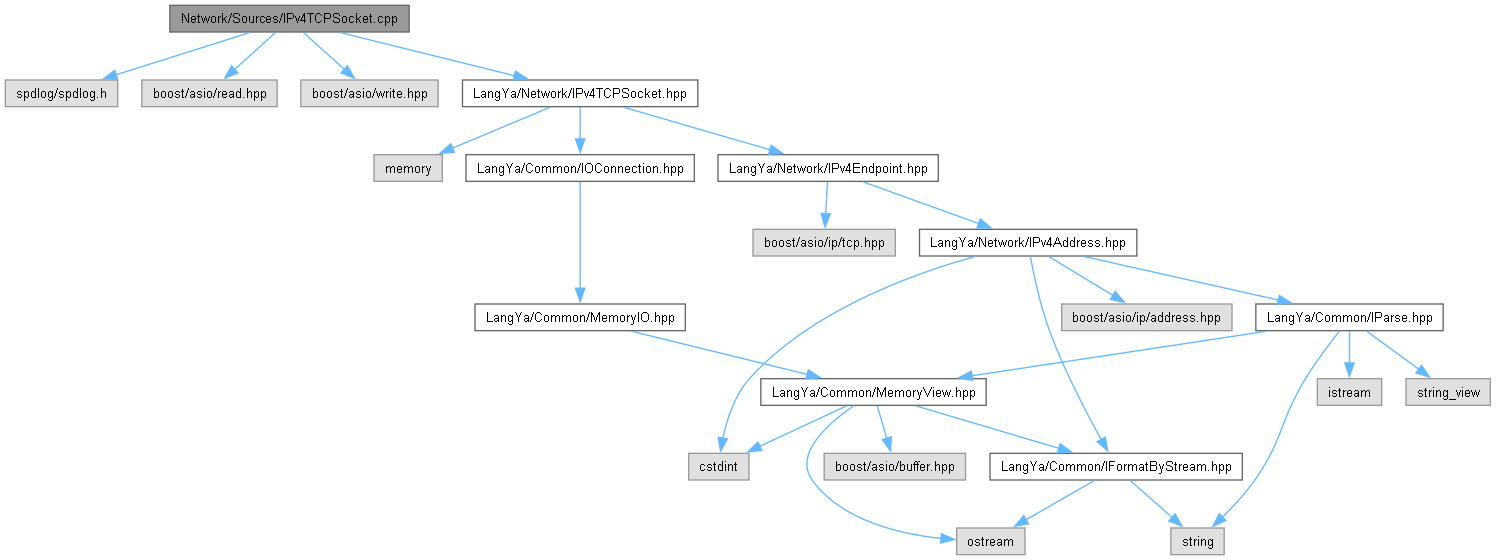 Network/Sources/IPv4TCPSocket.cpp
spdlog/spdlog.h
boost/asio/read.hpp
boost/asio/write.hpp
LangYa/Network/IPv4TCPSocket.hpp
memory
LangYa/Common/IOConnection.hpp
LangYa/Network/IPv4Endpoint.hpp
boost/asio/ip/tcp.hpp
LangYa/Network/IPv4Address.hpp
LangYa/Common/MemoryIO.hpp
boost/asio/ip/address.hpp
LangYa/Common/IParse.hpp
LangYa/Common/MemoryView.hpp
istream
string_view
cstdint
boost/asio/buffer.hpp
LangYa/Common/IFormatByStream.hpp
ostream
string